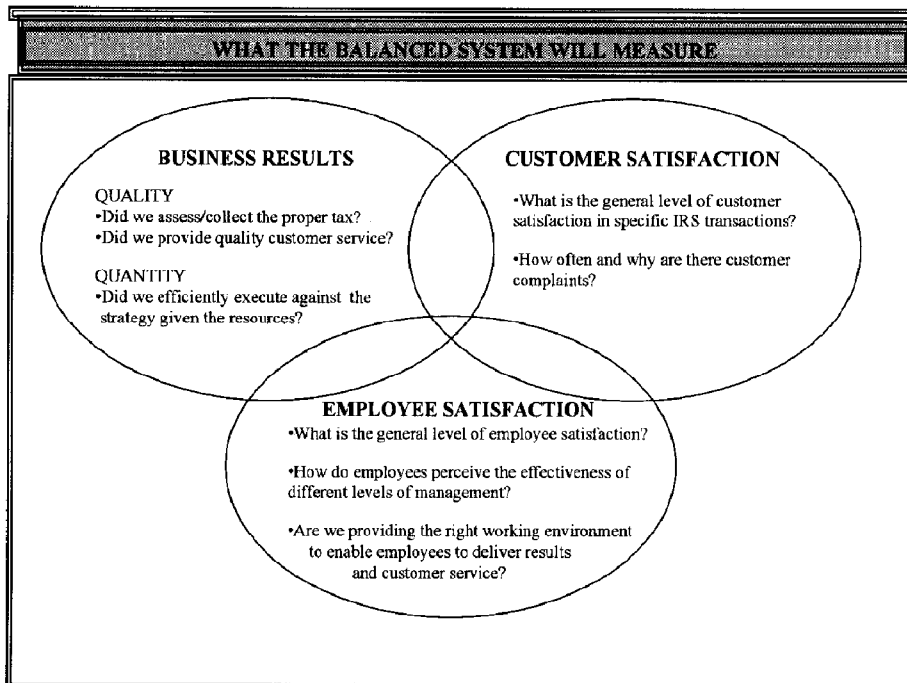 WHAT THE BALANCED SYSTEM WILL MEASURE
BUSINESS RESULTS
QUALITY
•Did we assess/collect the proper tax?
•Did we provide quality customer service?
QUANTITY
•Did we efficiently execute against the
strategy given the resources?
CUSTOMER SATISFACTION
•What is the general level of customer
satisfaction in specific IRS transactions?
•How often and why are there customer
complaints?
EMPLOYEE SATISFACTION
•What is the general level of employee satisfaction?
•How do employees perceive the effectiveness of
different levels of management?
•Are we providing the right working environment
to enable employees to deliver results
and customer service?